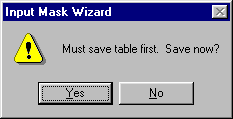 Input Mask Wizard
Must save table first. Save now?
Yes
No